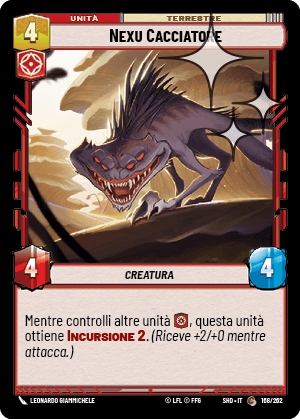 UNITÀ
TERRESTRE
4
NEXU CACCIATORE
4
4
CREATURA
Mentre controlli altre unità , questa unità
ottiene INCURSIONE 2. (Riceve +2/+0 mentre
attacca.)
LEONARDO GIAMMICHELE
© LFL © FFG
SHD • IT
168/262